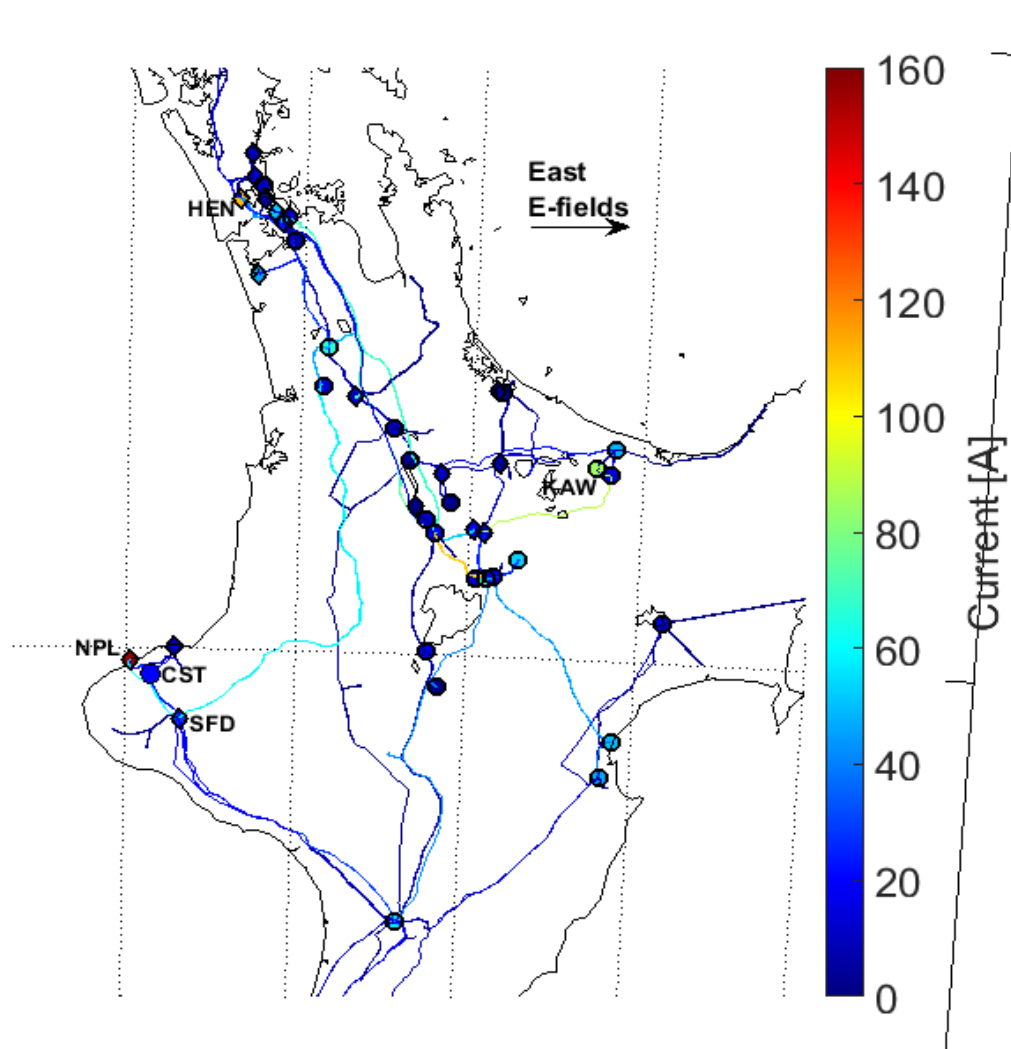 160
140
120
100
80
60
40
20
0
Current [A]
East
E-fields
HEN
KAW
NPL
CST
SFD